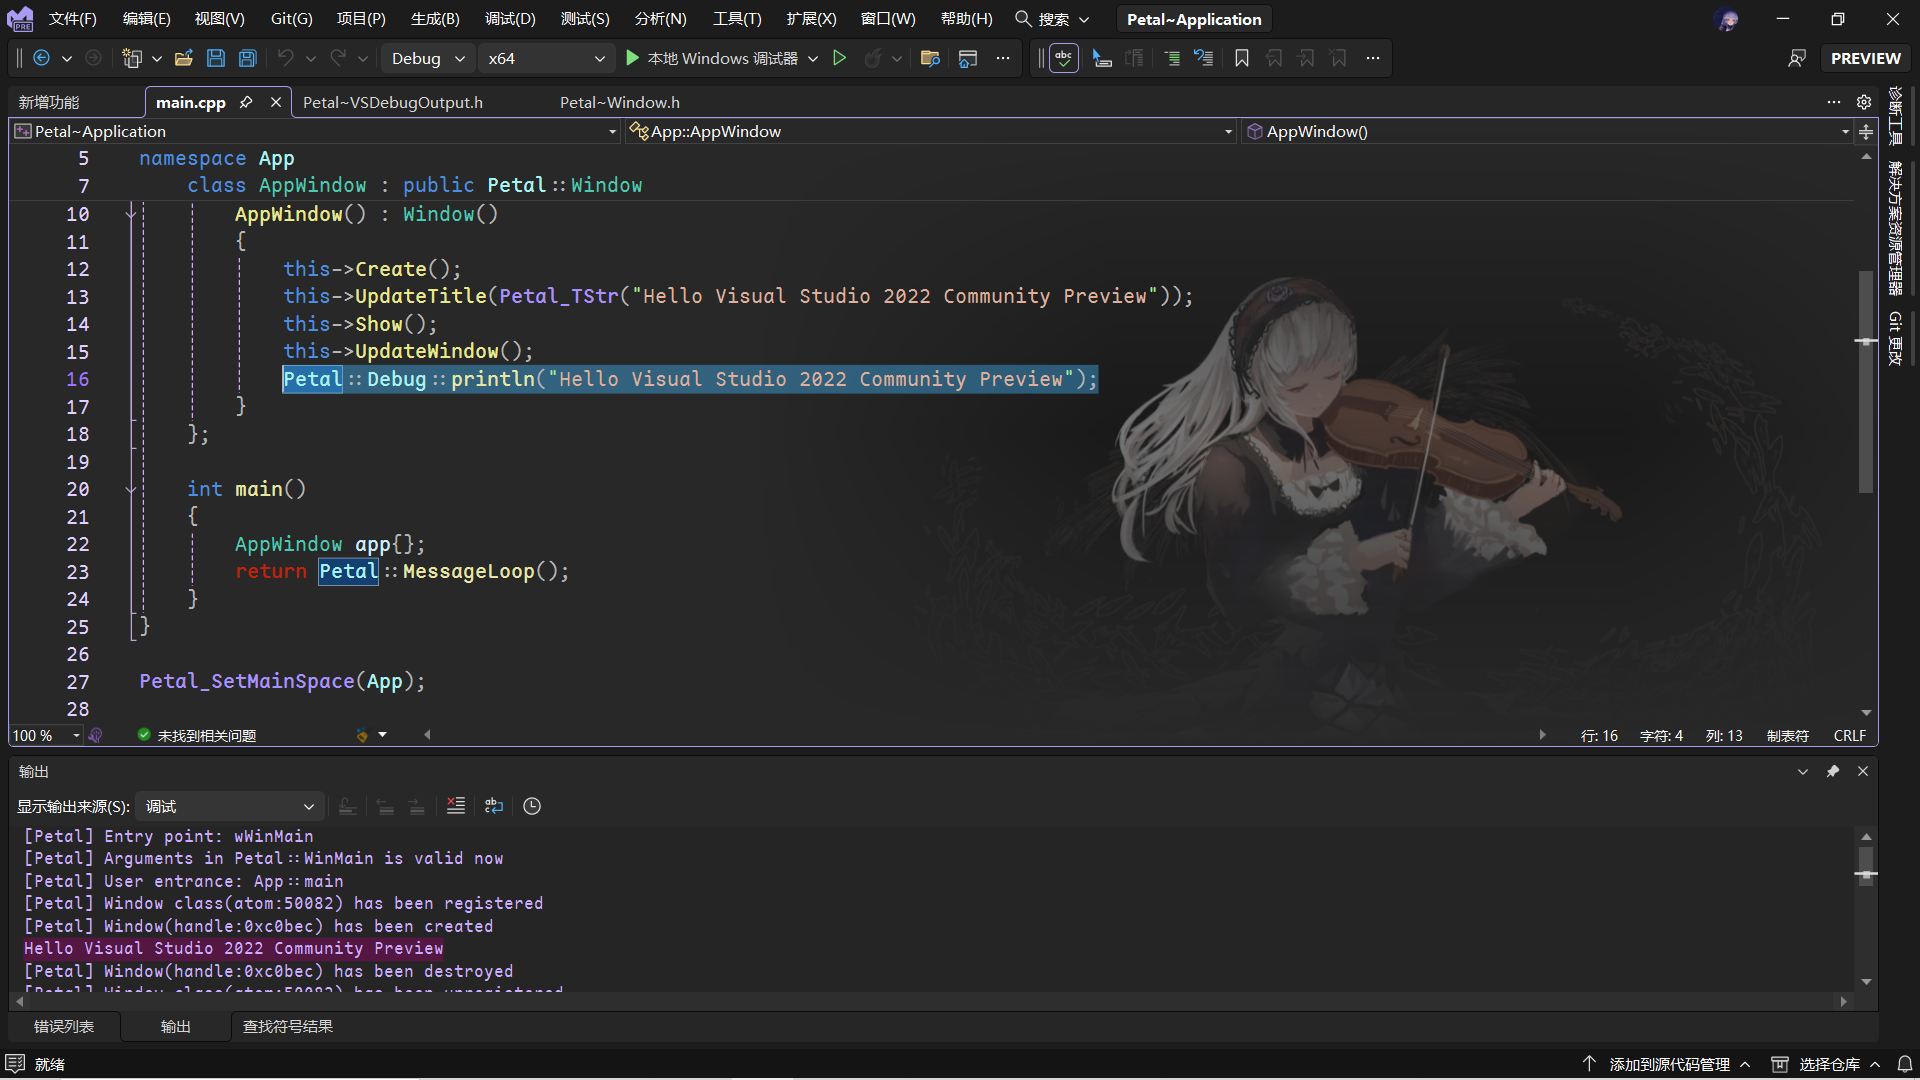 文件(F) 编辑(E) 视图(V) Git(G) 项目(P) 生成(B) 调试(D) 测试(S) 分析(N) 工具(T) 扩展(X) 窗口(W) 帮助(H) 搜索 Petal~Application
Debug x64 本地 Windows 调试器 PREVIEW
新增功能 main.cpp Petal~VSDebugOutput.h Petal~Window.h
Petal~Application App::AppWindow AppWindow()
5 namespace App
7 class AppWindow : public Petal::Window
10 AppWindow() : Window()
11 {
12 this->Create();
13 this->UpdateTitle(Petal_TStr("Hello Visual Studio 2022 Community Preview"));
14 this->Show();
15 this->UpdateWindow();
16 Petal::Debug::println("Hello Visual Studio 2022 Community Preview");
17 }
18 };
19
20 int main()
21 {
22 AppWindow app{};
23 return Petal::MessageLoop();
24 }
25 }
26
27 Petal_SetMainSpace(App);
28
100 % 未找到相关问题 行: 16 字符: 4 列: 13 制表符 CRLF
诊断工具
解决方案资源管理器
Git 更改
输出
显示输出来源(S): 调试
[Petal] Entry point: wWinMain
[Petal] Arguments in Petal::WinMain is valid now
[Petal] User entrance: App::main
[Petal] Window class(atom:50082) has been registered
[Petal] Window(handle:0xc0bec) has been created
Hello Visual Studio 2022 Community Preview
[Petal] Window(handle:0xc0bec) has been destroyed
[Petal] Window class(atom:50082) has been unregistered
错误列表 输出 查找符号结果
就绪 添加到源代码管理 选择仓库